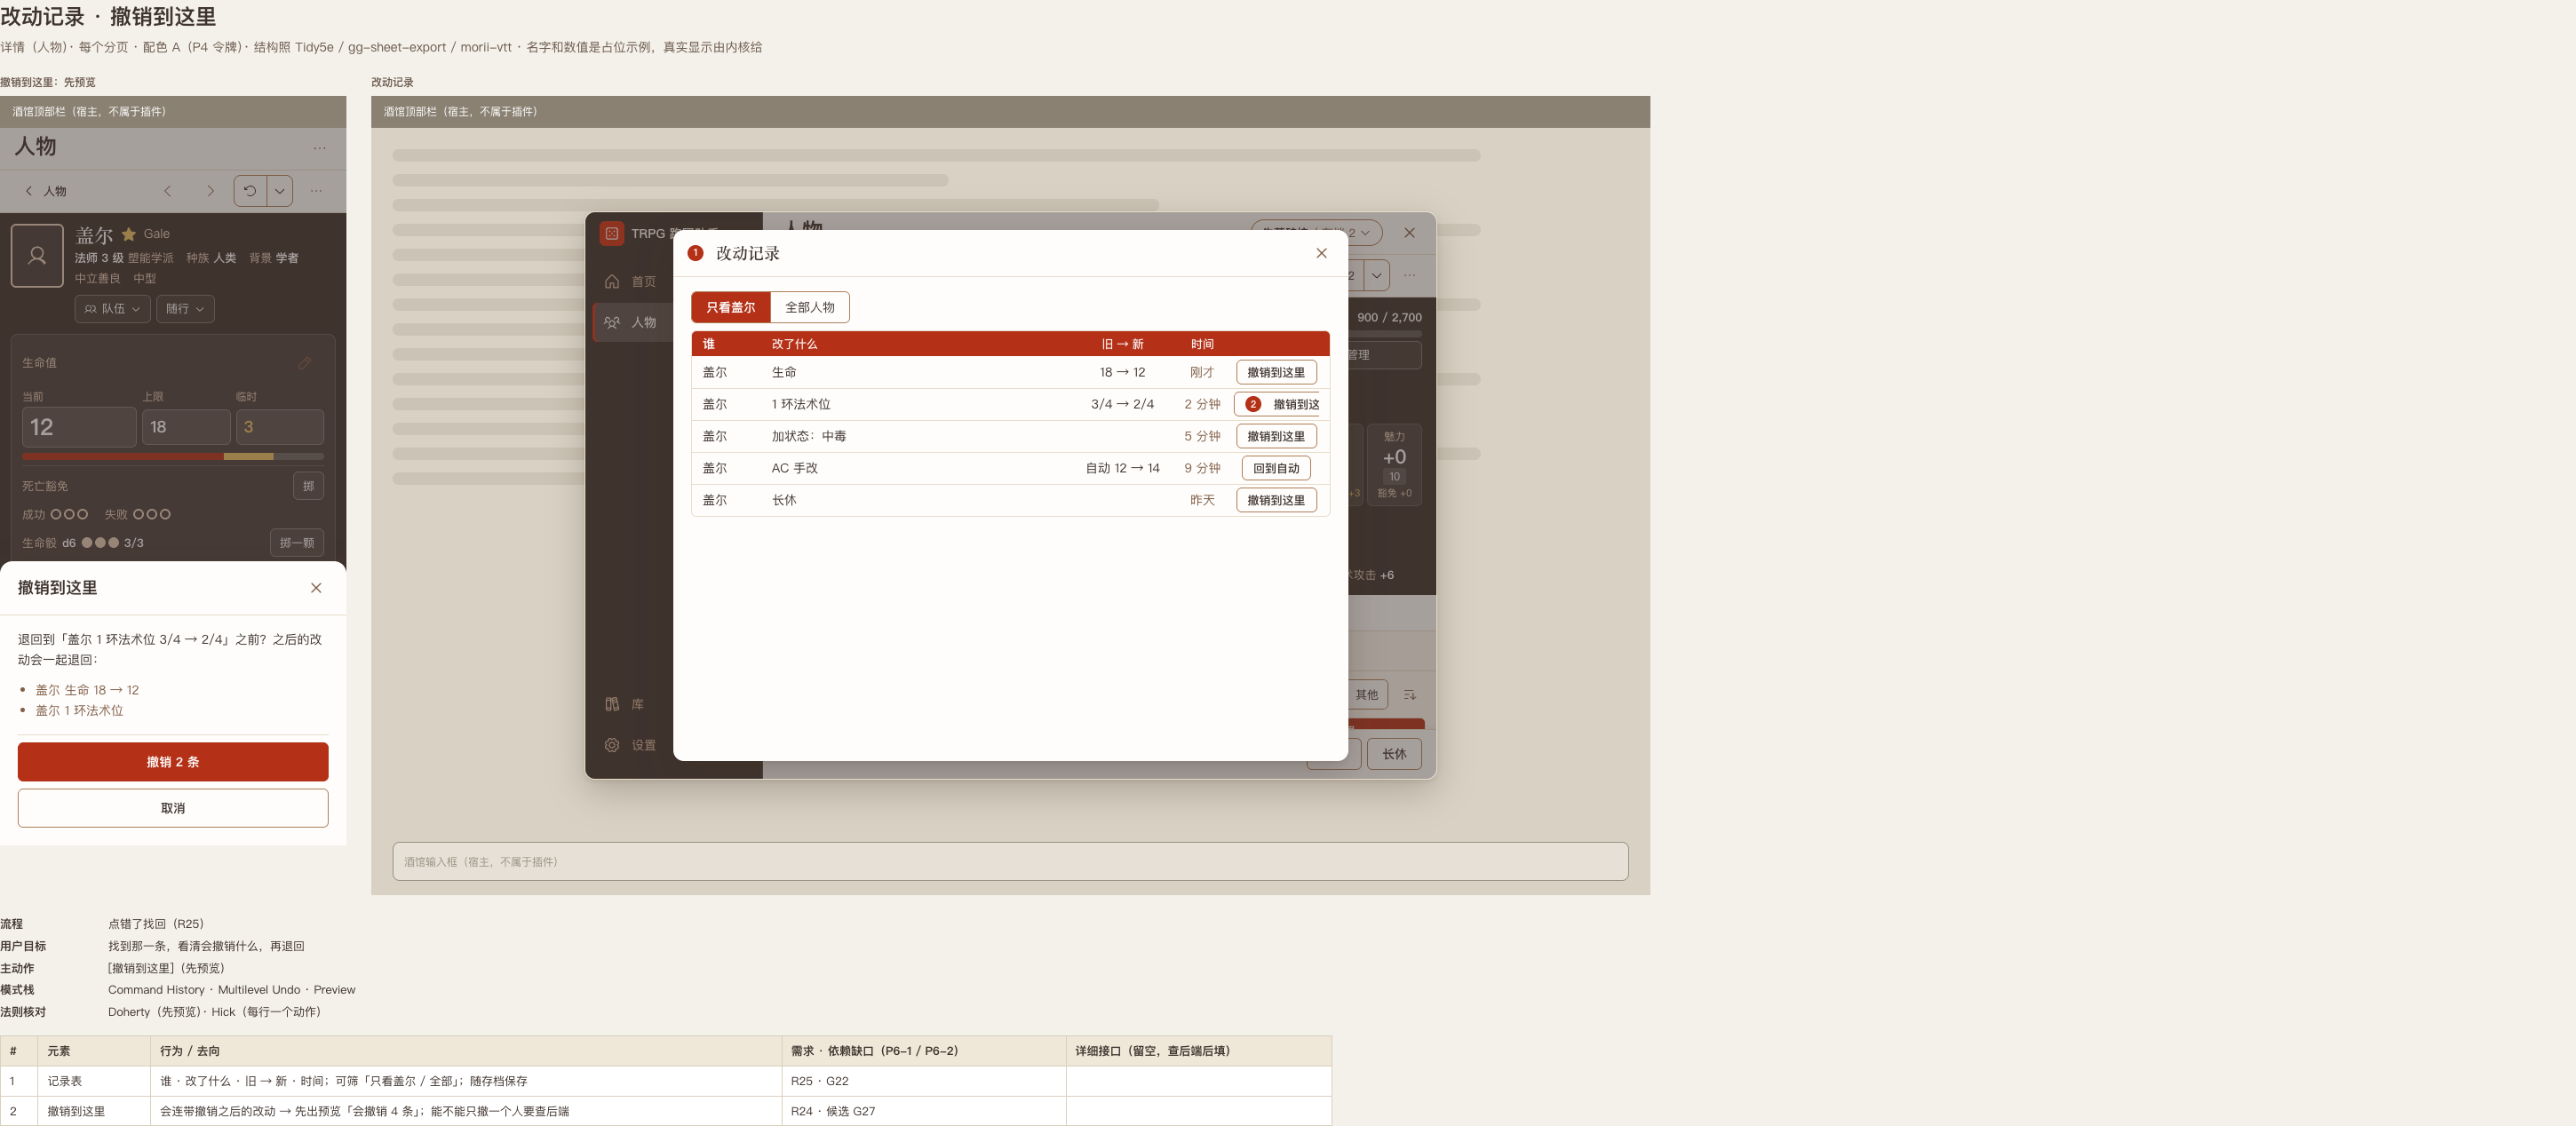 改动记录 · 撤销到这里
详情（人物）· 每个分页 · 配色 A（P4 令牌）· 结构照 Tidy5e / gg-sheet-export / morii-vtt · 名字和数值是占位示例，真实显示由内核给
撤销到这里：先预览
酒馆顶部栏（宿主，不属于插件）
人物
人物
盖尔 Gale
法师 3 级 塑能学派 种族 人类 背景 学者
中立善良 中型
队伍 随行
生命值
当前 上限 临时
12 18 3
死亡豁免 掷
成功 失败
生命骰 d6 3/3 掷一颗
撤销到这里
退回到「盖尔 1 环法术位 3/4 → 2/4」之前？之后的改
动会一起退回：
• 盖尔 生命 18 → 12
• 盖尔 1 环法术位
撤销 2 条
取消
改动记录
酒馆顶部栏（宿主，不属于插件）
TRPG
首页
人物
库
设置
人物
2
2
900 / 2,700
管理
魅力
+0
10
+3 豁免 +0
术攻击 +6
其他
长休
1 改动记录
只看盖尔 全部人物
谁 改了什么 旧 → 新 时间
盖尔 生命 18 → 12 刚才 撤销到这里
盖尔 1 环法术位 3/4 → 2/4 2 分钟 2 撤销到这
盖尔 加状态：中毒 5 分钟 撤销到这里
盖尔 AC 手改 自动 12 → 14 9 分钟 回到自动
盖尔 长休 昨天 撤销到这里
酒馆输入框（宿主，不属于插件）
流程 点错了找回（R25）
用户目标 找到那一条，看清会撤销什么，再退回
主动作 [撤销到这里]（先预览）
模式栈 Command History · Multilevel Undo · Preview
法则核对 Doherty（先预览）· Hick（每行一个动作）
# 元素 行为 / 去向 需求 · 依赖缺口（P6-1 / P6-2） 详细接口（留空，查后端后填）
1 记录表 谁 · 改了什么 · 旧 → 新 · 时间；可筛「只看盖尔 / 全部」；随存档保存 R25 · G22
2 撤销到这里 会连带撤销之后的改动 → 先出预览「会撤销 4 条」；能不能只撤一个人要查后端 R24 · 候选 G27